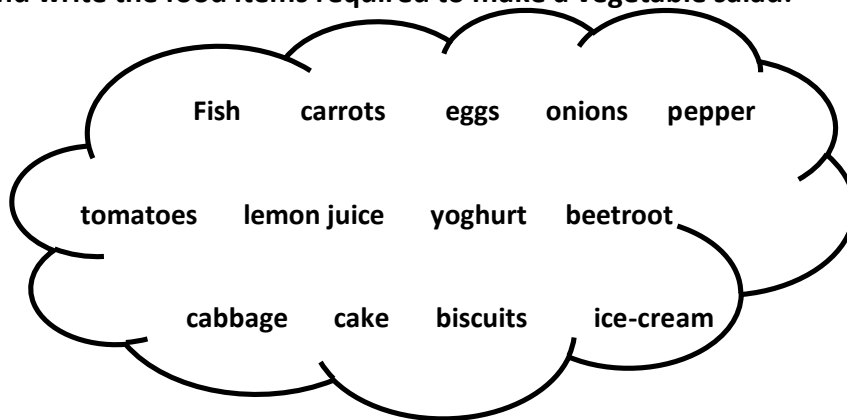 nd write the food items required to make a vegetable salad.
Fish carrots eggs onions pepper
tomatoes lemon juice yoghurt beetroot
cabbage cake biscuits ice-cream